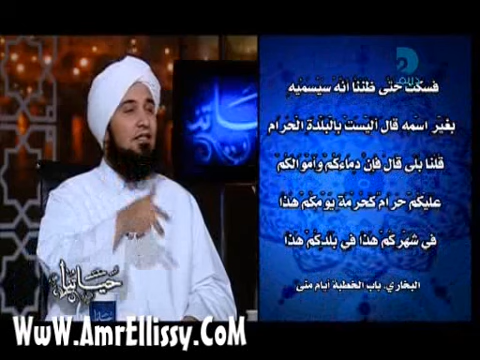 فسكت حتى ظننا أنه سيسميه
بغير اسمه قال أليست بالبلدة الحرام
قلنا بلى قال فإن دماءكم وأموالكم
عليكم حرام كحرمة يومكم هذا
في شهركم هذا في بلدكم هذا
البخاري. باب الخطبة أيام منى
حياتنا
WwW.AmrEllissy.CoM